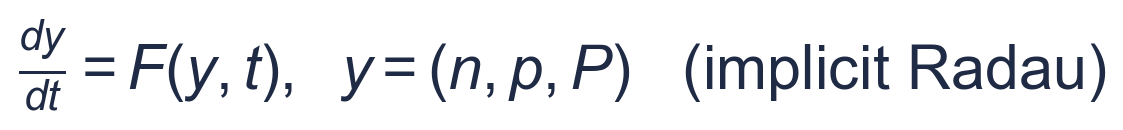 dy/dt = F(y, t), y = (n, p, P) (implicit Radau)